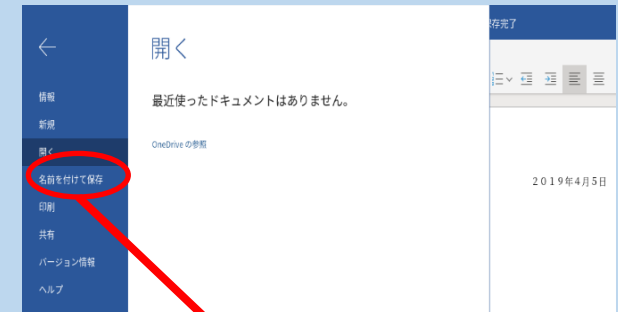 開く
最近使ったドキュメントはありません。
OneDrive の参照
情報
新規
開く
名前を付けて保存
印刷
共有
バージョン情報
ヘルプ
保存完了
2019年4月5日